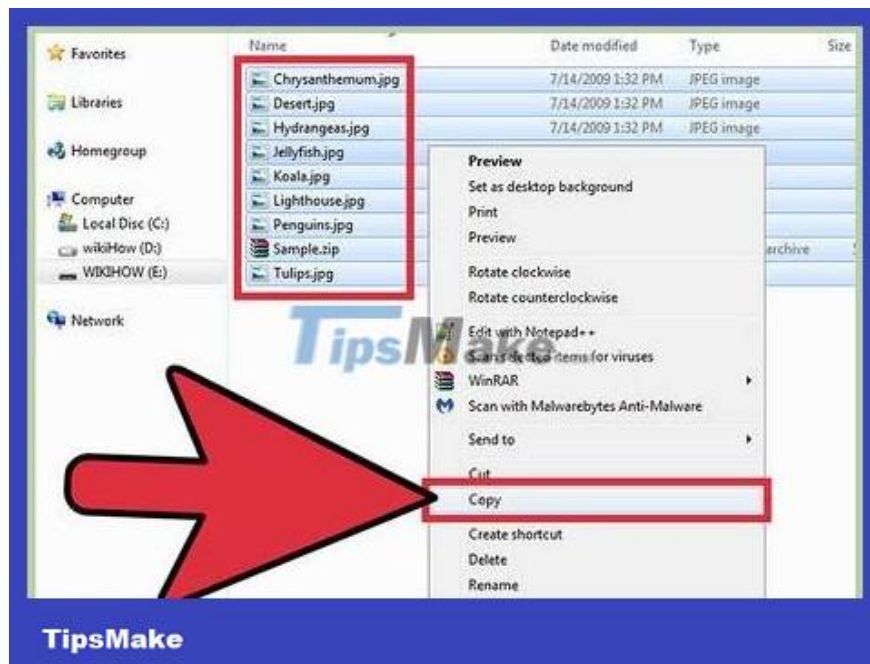 Name Date modified Type Size
Favorites
Libraries
Homegroup
Computer
Local Disc (C:)
wikiHow (D:)
WIKIHOW (E:)
Network
Chrysanthemum.jpg 7/14/2009 1:32 PM JPEG image
Desert.jpg 7/14/2009 1:32 PM JPEG image
Hydrangeas.jpg 7/14/2009 1:32 PM JPEG image
Jellyfish.jpg
Koala.jpg
Lighthouse.jpg
Penguins.jpg
Sample.zip archive
Tulips.jpg
Preview
Set as desktop background
Print
Preview
Rotate clockwise
Rotate counterclockwise
Edit with Notepad++
Scan selected items for viruses
WinRAR
Scan with Malwarebytes Anti-Malware
Send to
Cut
Copy
Create shortcut
Delete
Rename
TipsMake
TipsMake